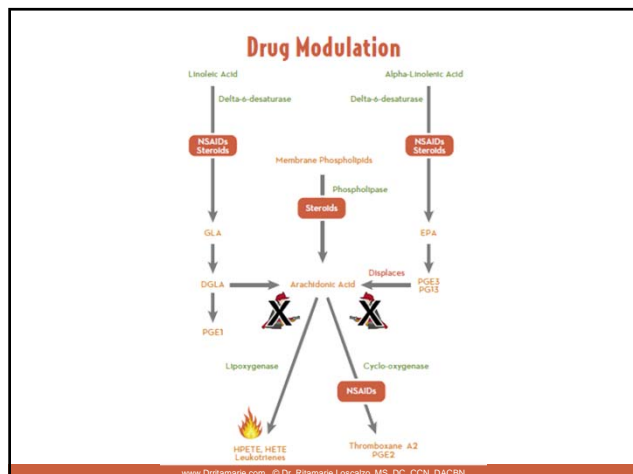 Drug Modulation
Linoleic Acid
Alpha-Linolenic Acid
Delta-6-desaturase
Delta-6-desaturase
NSAIDs
Steroids
NSAIDs
Steroids
Membrane Phospholipids
Phospholipase
Steroids
GLA
EPA
Displaces
DGLA
Arachidonic Acid
PGE3
PG13
X
X
PGE1
Lipoxygenase
Cyclo-oxygenase
NSAIDs
HPETE, HETE
Leukotrienes
Thromboxane A2
PGE2
www.Drritamarie.com © Dr. Ritamarie Loscalzo, MS, DC, CCN, DACBN